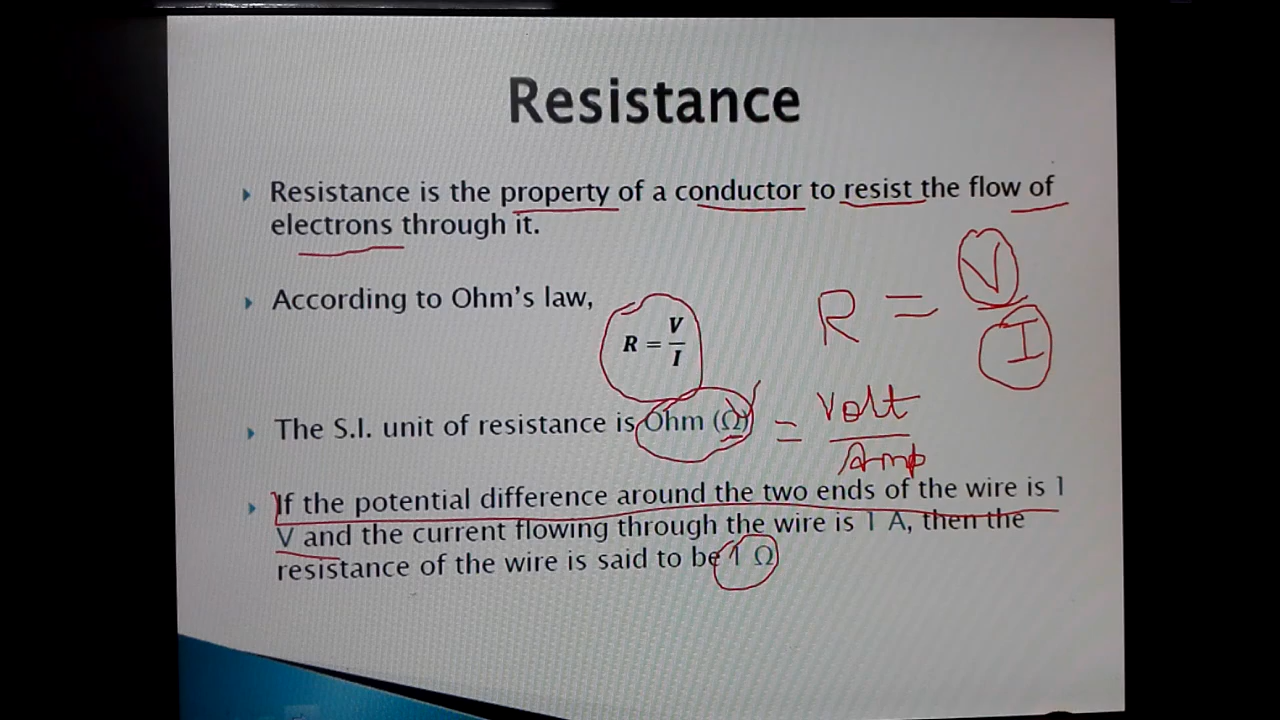 Resistance
Resistance is the property of a conductor to resist the flow of
electrons through it.
According to Ohm's law,
R = V/I
R = V/I
The S.I. unit of resistance is Ohm (Ω) = Volt/Amp
If the potential difference around the two ends of the wire is 1
V and the current flowing through the wire is 1 A, then the
resistance of the wire is said to be 1 Ω